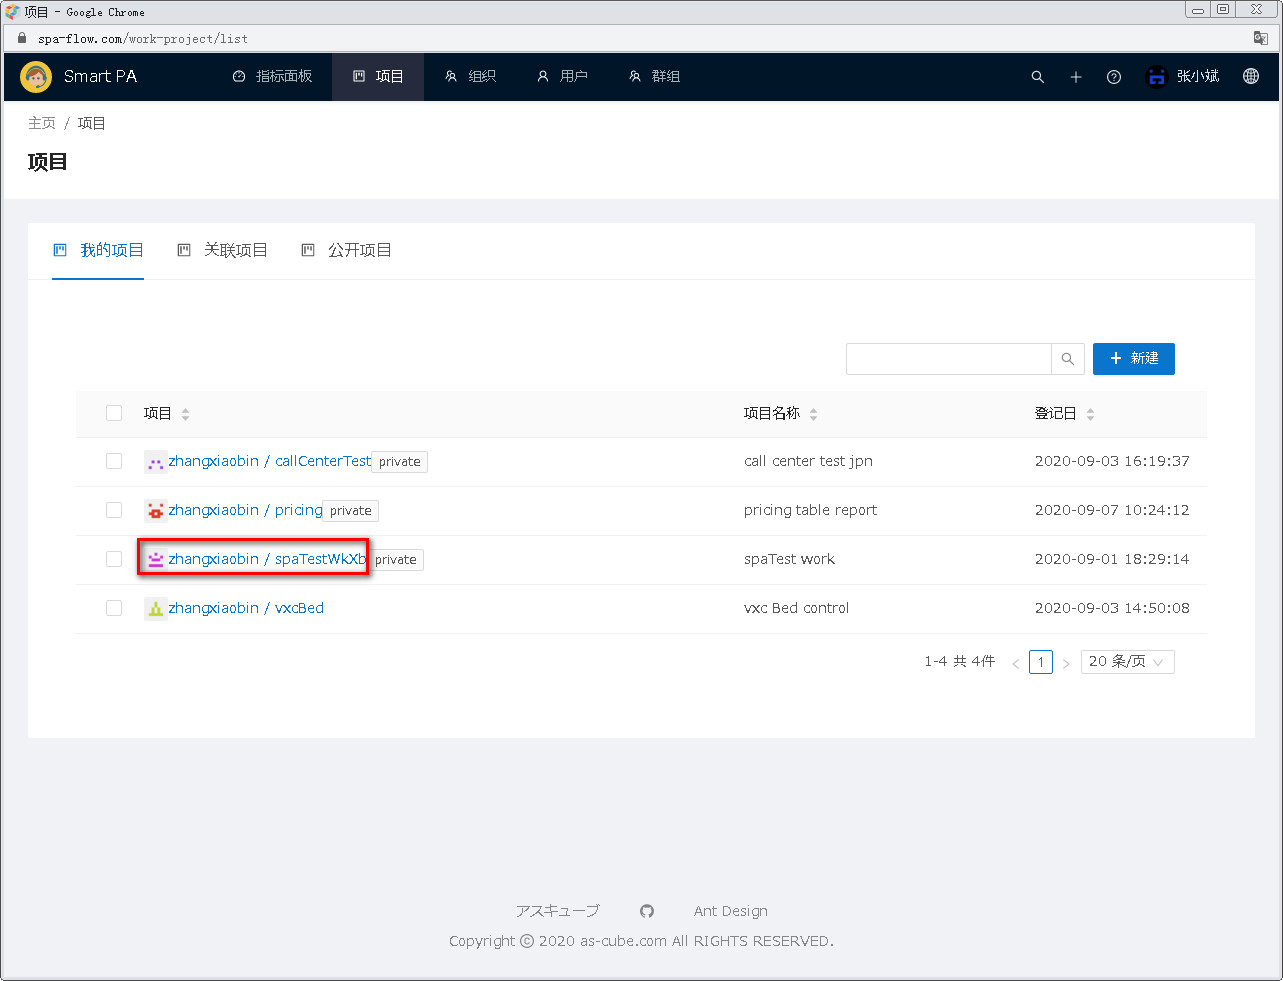 项目 - Google Chrome
spa-flow.com/work-project/list
Smart PA 指标面板 项目 组织 用户 群组 张小斌
主页 / 项目
项目
我的项目 关联项目 公开项目
新建
项目 项目名称 登记日
zhangxiaobin / callCenterTest private call center test jpn 2020-09-03 16:19:37
zhangxiaobin / pricing private pricing table report 2020-09-07 10:24:12
zhangxiaobin / spaTestWkXb private spaTest work 2020-09-01 18:29:14
zhangxiaobin / vxcBed vxc Bed control 2020-09-03 14:50:08
1-4 共 4件 < 1 > 20 条/页
アスキューブ Ant Design
Copyright © 2020 as-cube.com All RIGHTS RESERVED.